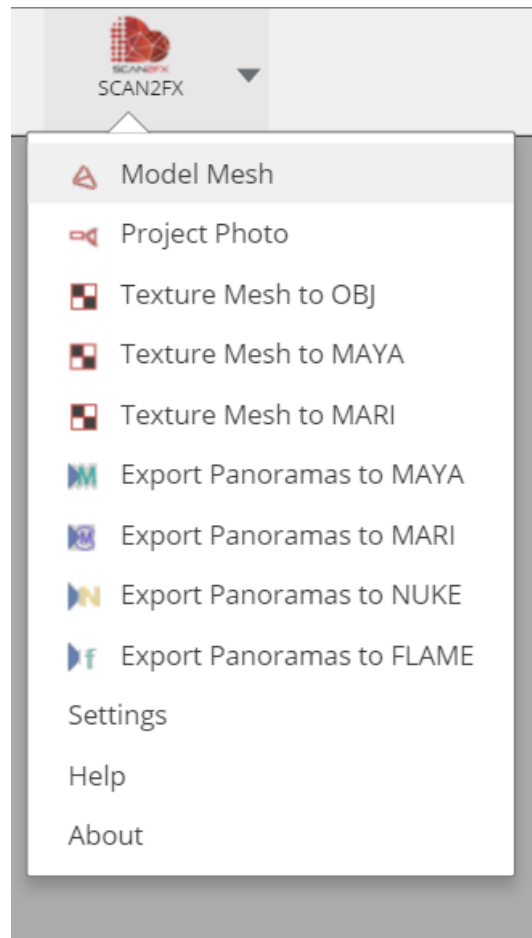 SCAN2FX
SCAN2FX
Model Mesh
Project Photo
Texture Mesh to OBJ
Texture Mesh to MAYA
Texture Mesh to MARI
Export Panoramas to MAYA
Export Panoramas to MARI
Export Panoramas to NUKE
Export Panoramas to FLAME
Settings
Help
About